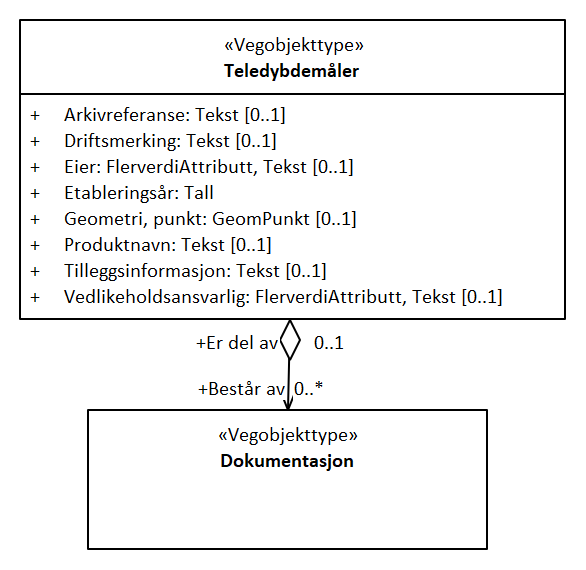 «Vegobjekttype»
Teledybdemåler
+ Arkivreferanse: Tekst [0..1]
+ Driftsmerking: Tekst [0..1]
+ Eier: FlerverdiAttributt, Tekst [0..1]
+ Etableringsår: Tall
+ Geometri, punkt: GeomPunkt [0..1]
+ Produktnavn: Tekst [0..1]
+ Tilleggsinformasjon: Tekst [0..1]
+ Vedlikeholdsansvarlig: FlerverdiAttributt, Tekst [0..1]
+Er del av 0..1
+Består av 0..*
«Vegobjekttype»
Dokumentasjon